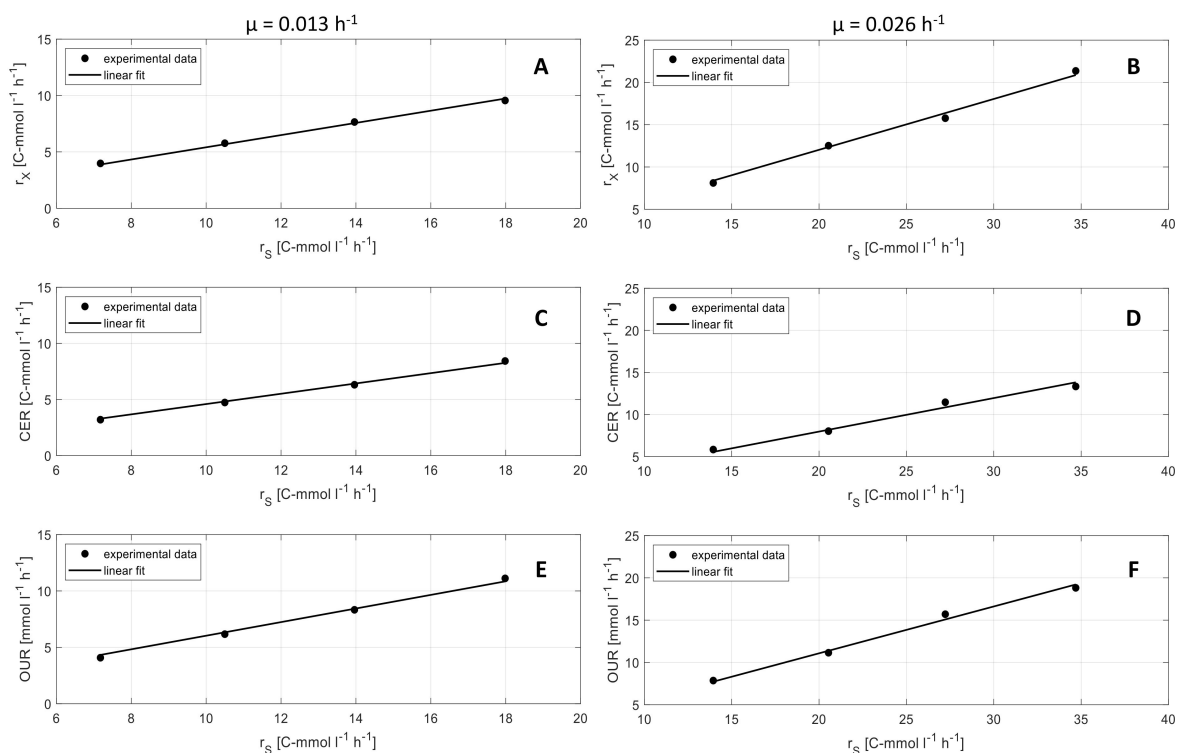 μ = 0.013 h⁻¹
15
10
5
0
r_X [C-mmol l⁻¹ h⁻¹]
experimental data
linear fit
A
6 8 10 12 14 16 18 20
r_S [C-mmol l⁻¹ h⁻¹]
μ = 0.026 h⁻¹
25
20
15
10
5
r_X [C-mmol l⁻¹ h⁻¹]
experimental data
linear fit
B
10 15 20 25 30 35 40
r_S [C-mmol l⁻¹ h⁻¹]
15
10
5
0
CER [C-mmol l⁻¹ h⁻¹]
experimental data
linear fit
C
6 8 10 12 14 16 18 20
r_S [C-mmol l⁻¹ h⁻¹]
25
20
15
10
5
CER [C-mmol l⁻¹ h⁻¹]
experimental data
linear fit
D
10 15 20 25 30 35 40
r_S [C-mmol l⁻¹ h⁻¹]
15
10
5
0
OUR [mmol l⁻¹ h⁻¹]
experimental data
linear fit
E
6 8 10 12 14 16 18 20
r_S [C-mmol l⁻¹ h⁻¹]
25
20
15
10
5
OUR [mmol l⁻¹ h⁻¹]
experimental data
linear fit
F
10 15 20 25 30 35 40
r_S [C-mmol l⁻¹ h⁻¹]